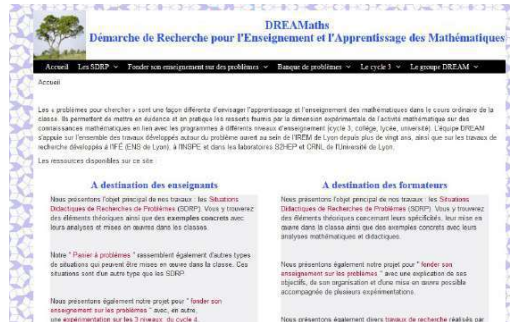 DREAMaths
Démarche de Recherche pour l'Enseignement et l'Apprentissage des Mathématiques
Accueil Les SDRP Fonder son enseignement sur des problèmes Banque de problèmes Le cycle 3 Le groupe DREAM
Accueil
Les « problèmes pour chercher » sont une façon différente d'envisager l'apprentissage et l'enseignement des mathématiques dans le cours ordinaire de la
classe. Ils permettent de mettre en évidence et en pratique les ressorts fournis par la dimension expérimentale de l'activité mathématique sur des
connaissances mathématiques en lien avec les programmes à différents niveaux d'enseignement (cycle 3, collège, lycée, université). L'équipe DREAM
s'appuie sur l'ensemble des travaux développés autour du problème ouvert au sein de l'IREM de Lyon depuis plus de vingt ans, ainsi que sur les travaux de
recherche développés à l'IFÉ (ENS de Lyon), à l'INSPE et dans les laboratoires S2HEP et CRNL de l'Université de Lyon.
Les ressources disponibles sur ce site :
A destination des enseignants
Nous présentons l'objet principal de nos travaux : les Situations
Didactiques de Recherches de Problèmes (SDRP). Vous y trouverez
des éléments théoriques ainsi que des exemples concrets avec
leurs analyses et mises en œuvre dans les classes.
Notre " Panier à problèmes " rassemblent également d'autres types
de situations qui peuvent être mises en œuvre dans la classe. Ces
situations sont d'un autre type que les SDRP.
Nous présentons également notre projet pour " fonder son
enseignement sur les problèmes " avec, en autre,
une expérimentation sur les 3 niveaux du cycle 4.
A destination des formateurs
Nous présentons l'objet principal de nos travaux : les Situations
Didactiques de Recherches de Problèmes (SDRP). Vous y trouverez
des éléments théoriques concernant leurs spécificités, leur mise en
œuvre dans la classe ainsi que des exemples concrets avec leurs
analyses mathématiques et didactiques.
Nous présentons également notre projet pour " fonder son
enseignement sur les problèmes " avec une explication de ses
objectifs, de son organisation et d'une mise en œuvre possible
accompagnée de plusieurs expérimentations.
Nous présentons également divers travaux de recherche réalisés par